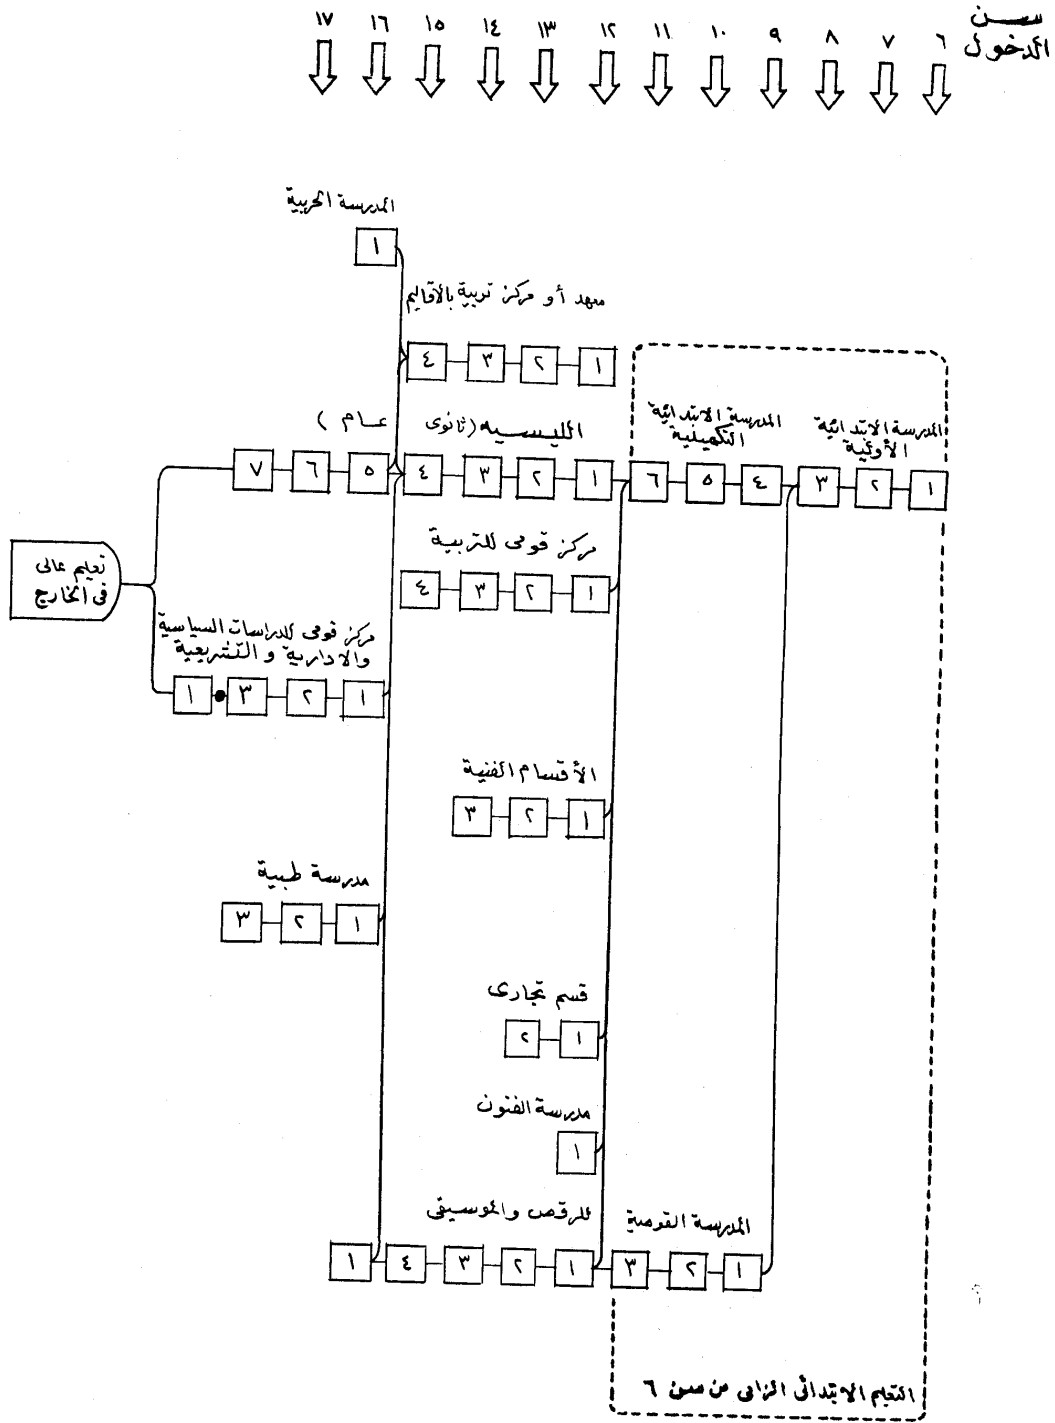 سن
الدخول
٦ ٧ ٨ ٩ ١٠ ١١ ١٢ ١٣ ١٤ ١٥ ١٦ ١٧
المدرسة الحربية
١
معهد أو مركز تربية بالأقاليم
١ ٢ ٣ ٤
المدرسة الابتدائية
الأولية
المدرسة الابتدائية
التكميلية
الليسيه (ثانوى عام)
١ ٢ ٣ ٤ ٥ ٦ ١ ٢ ٣ ٤ ٥ ٦ ٧
مركز قومى للتربية
١ ٢ ٣ ٤
تعليم عالى
فى الخارج
مركز قومى للدراسات السياسية
والادارية و التشريعية
١ ٢ ٣ ١
الأقسام الفنية
١ ٢ ٣
مدرسة طبية
١ ٢ ٣
قسم تجارى
١ ٢
مدرسة الفنون
١
المدرسة القومية
للرقص والموسيقى
١ ٢ ٣ ١ ٢ ٣ ٤ ١
التعليم الابتدائى الزامى من سن ٦